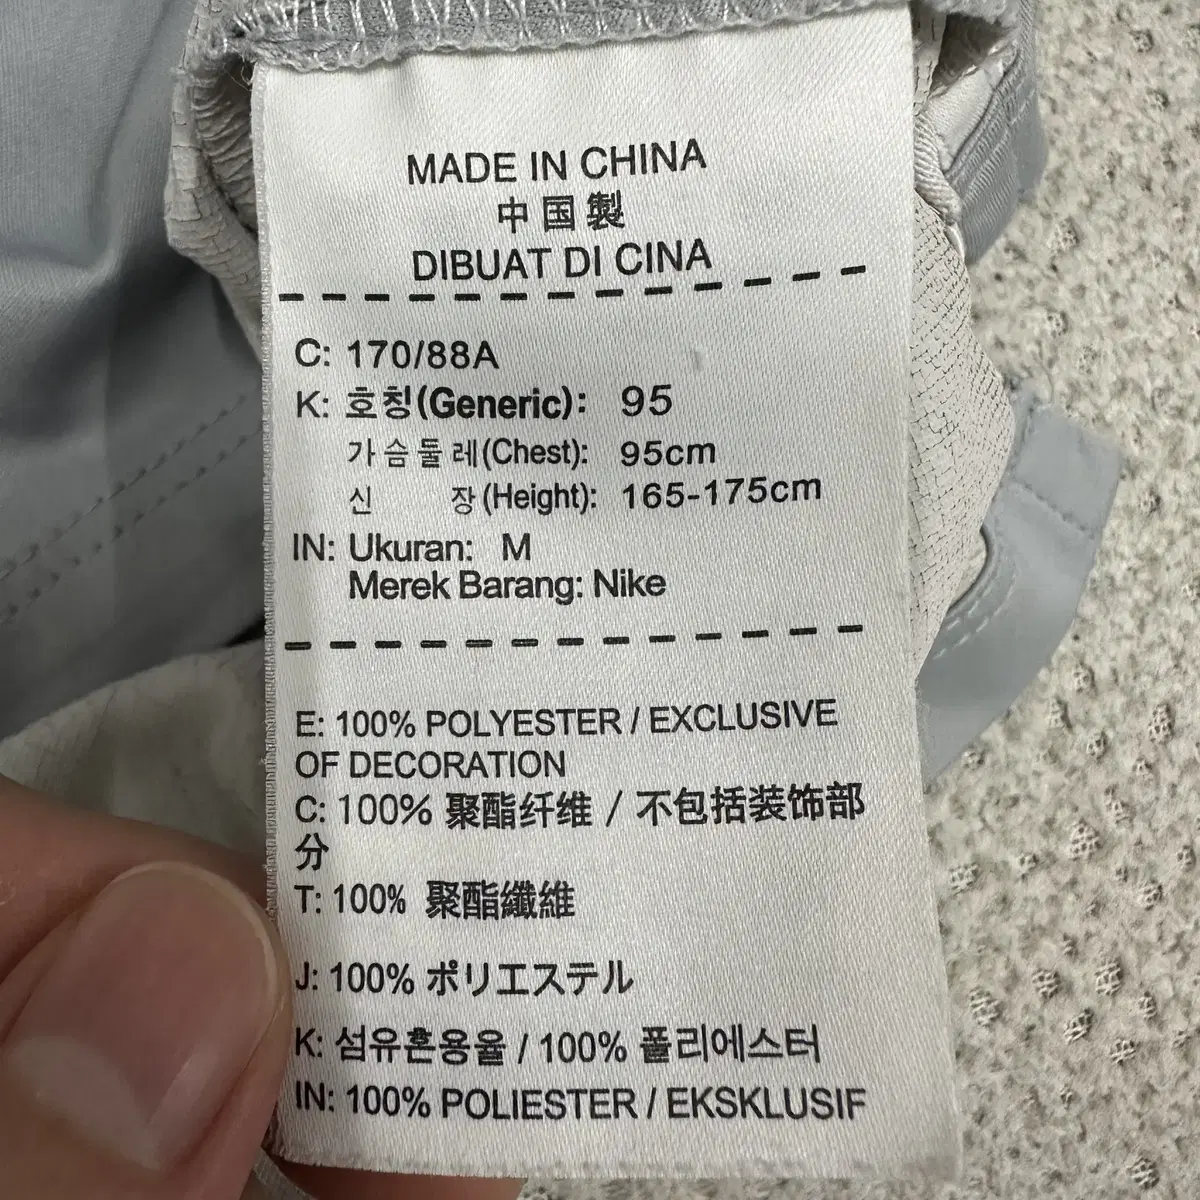 MADE IN CHINA
中国製
DIBUAT DI CINA
C: 170/88A
K: 호칭(Generic): 95
가슴둘레(Chest): 95cm
신 장(Height): 165-175cm
IN: Ukuran: M
Merek Barang: Nike
E: 100% POLYESTER / EXCLUSIVE
OF DECORATION
C: 100% 聚酯纤维 / 不包括装饰部
分
T: 100% 聚酯纖維
J: 100% ポリエステル
K: 섬유혼용율 / 100% 폴리에스터
IN: 100% POLIESTER / EKSKLUSIF